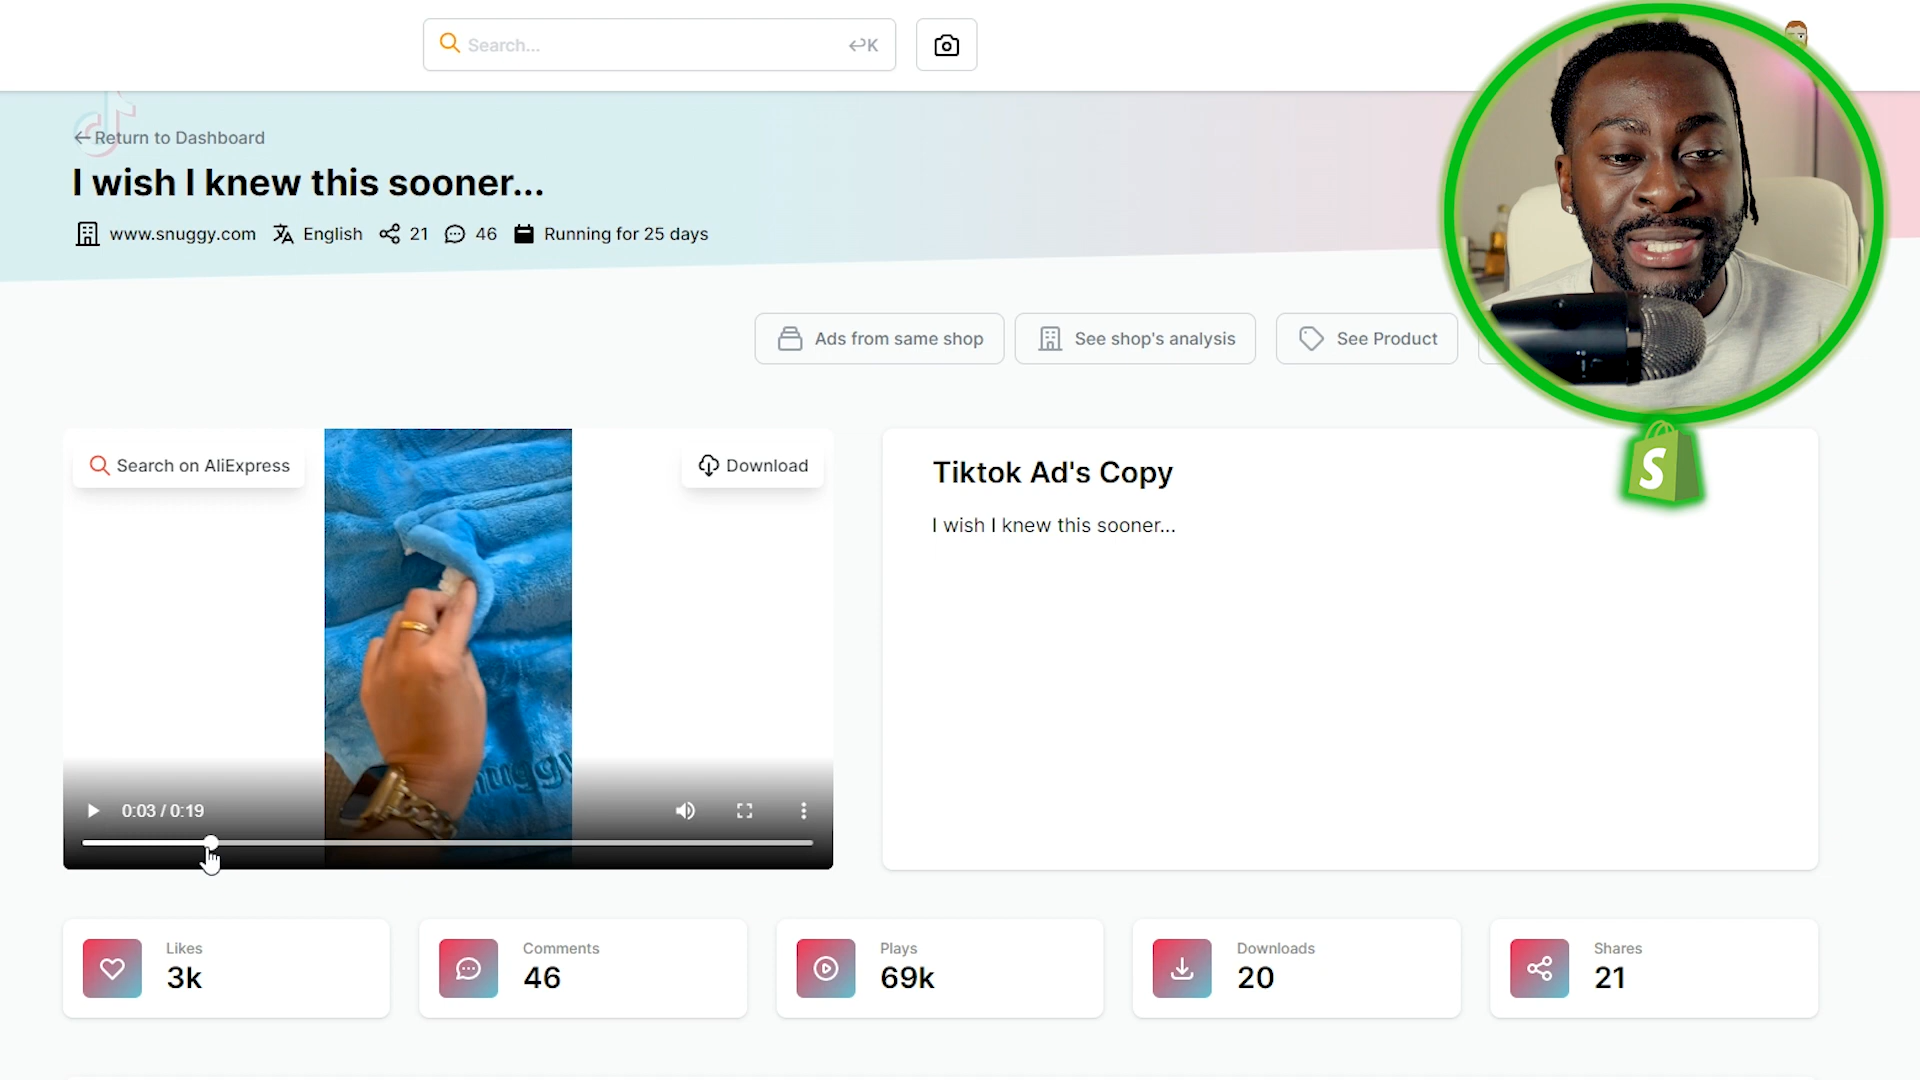 Search...
K
Return to Dashboard
I wish I knew this sooner...
www.snuggy.com English 21 46 Running for 25 days
Ads from same shop
See shop's analysis
See Product
Search on AliExpress
Download
nuggy
0:03 / 0:19
Tiktok Ad's Copy
I wish I knew this sooner...
S
Likes
3k
Comments
46
Plays
69k
Downloads
20
Shares
21